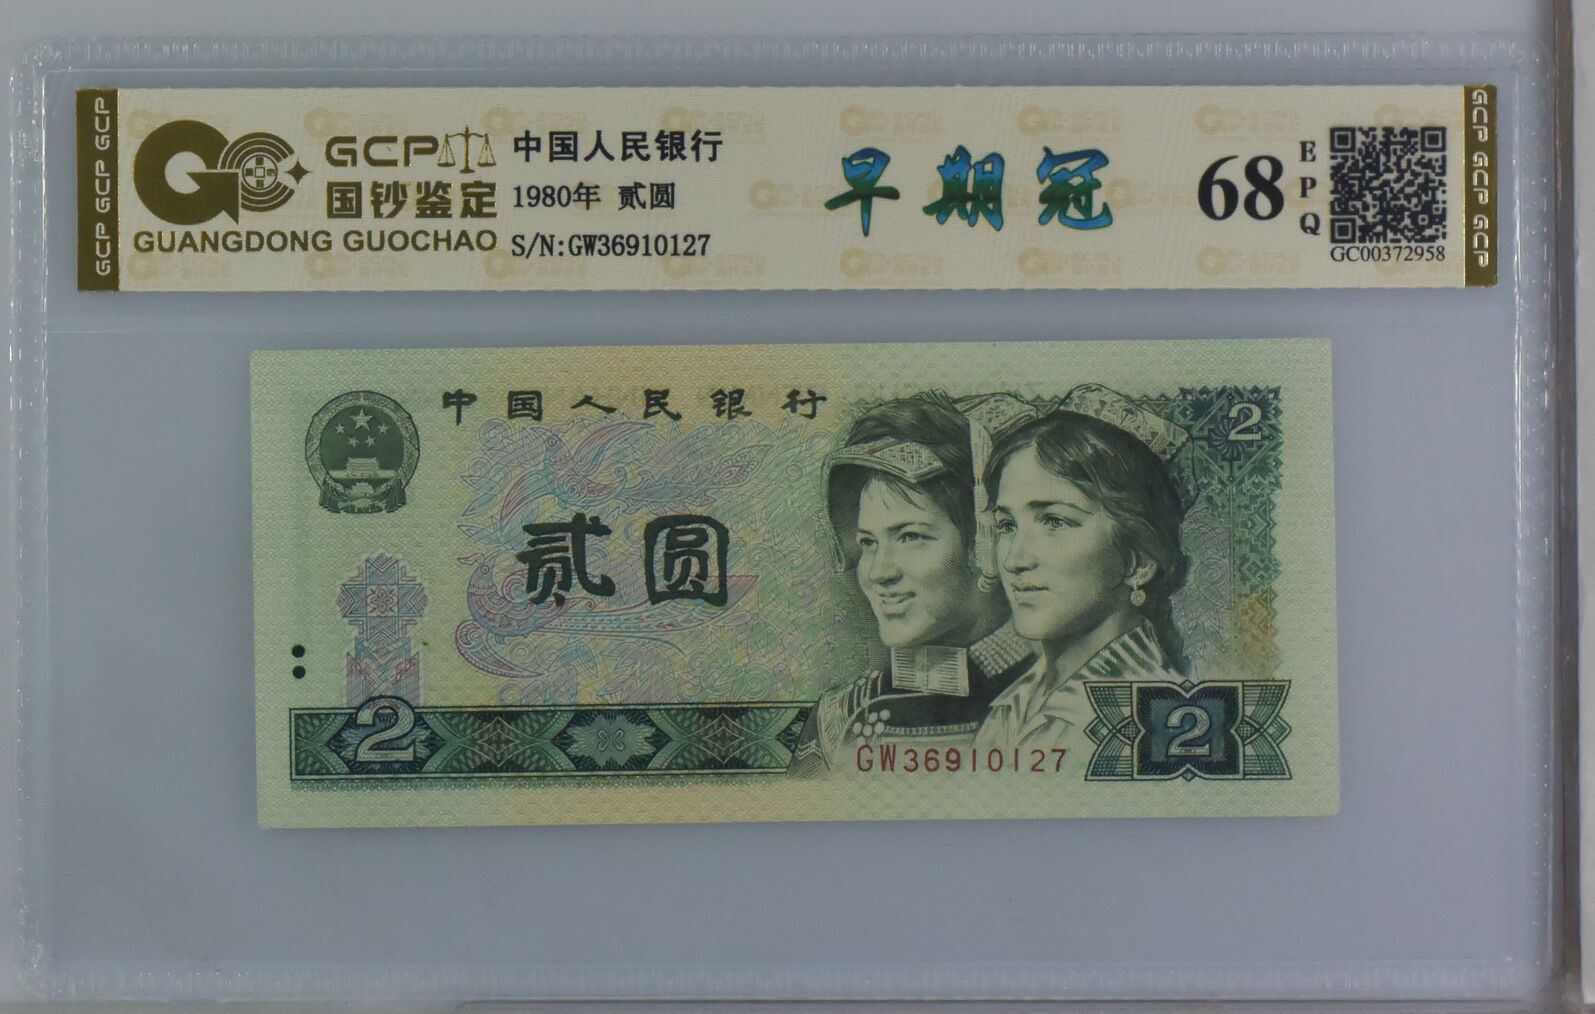 GCP GCP GCP
GCP
国钞鉴定
GUANGDONG GUOCHAO
中国人民银行
1980年 贰圆
S/N:GW36910127
早期冠
68
EPQ
GC00372958
GCP GCP GCP
中国人民银行
2
贰圆
2
GW36910127
2